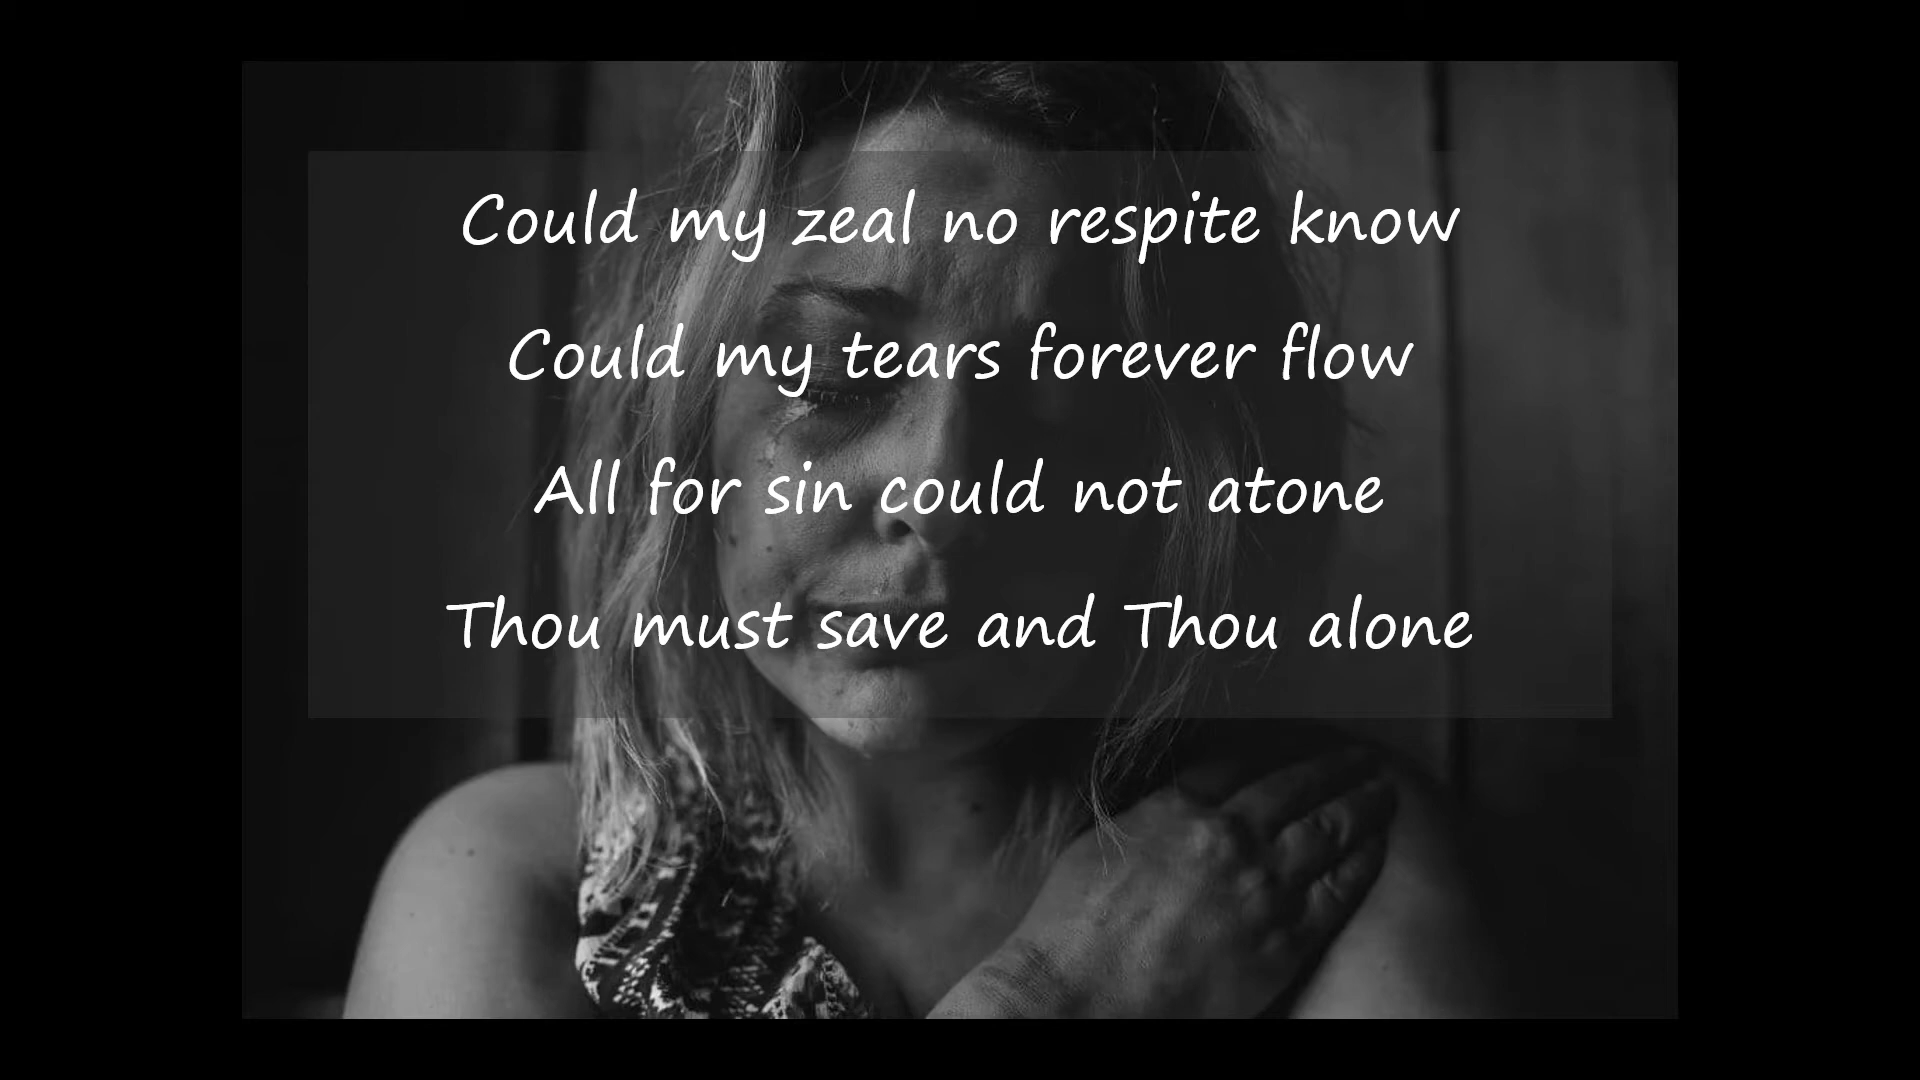 Could my zeal no respite know
Could my tears forever flow
All for sin could not atone
Thou must save and Thou alone